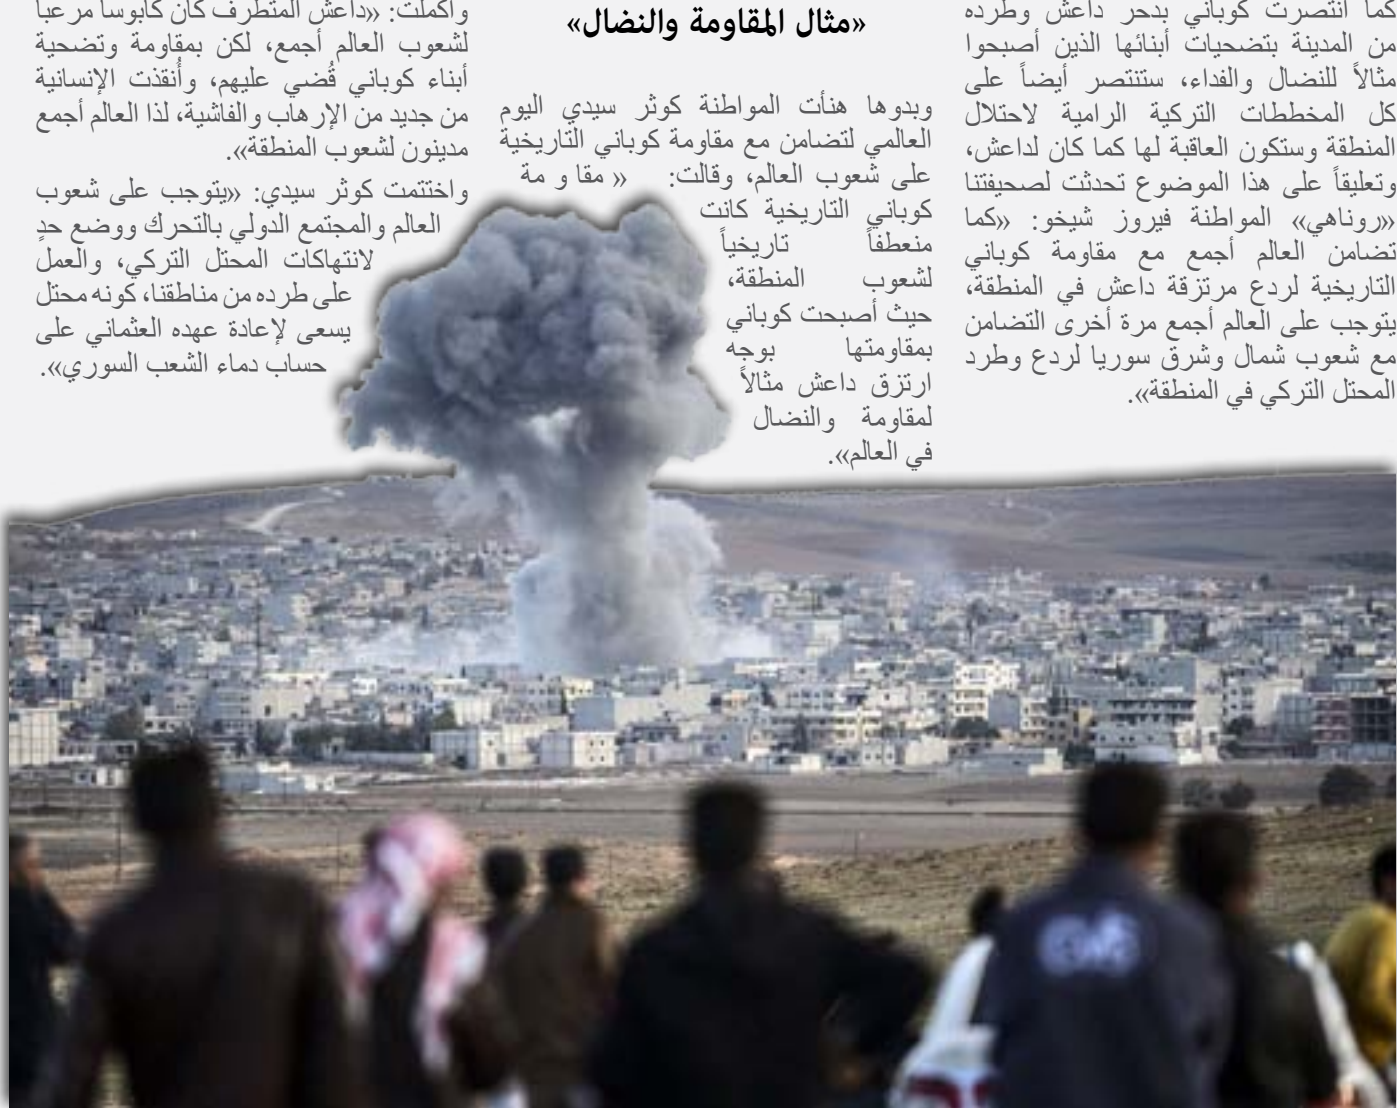 كما انتصرت كوباني بدحر داعش وطرده
من المدينة بتضحيات أبنائها الذين أصبحوا
مثالاً للنضال والفداء، ستنتصر أيضاً على
كل المخططات التركية الرامية لاحتلال
المنطقة وستكون العاقبة لها كما كان لداعش،
وتعليقاً على هذا الموضوع تحدثت لصحيفتنا
«روناهي» المواطنة فيروز شيخو: «كما
تضامن العالم أجمع مع مقاومة كوباني
التاريخية لردع مرتزقة داعش في المنطقة،
يتوجب على العالم أجمع مرة أخرى التضامن
مع شعوب شمال وشرق سوريا لردع وطرد
المحتل التركي في المنطقة».
«مثال المقاومة والنضال»
وبدوها هنأت المواطنة كوثر سيدي اليوم
العالمي لتضامن مع مقاومة كوباني التاريخية
على شعوب العالم، وقالت: « مقا و مة
كوباني التاريخية كانت
منعطفاً تاريخياً
لشعوب المنطقة،
حيث أصبحت كوباني
بمقاومتها بوجه
ارتزق داعش مثالاً
لمقاومة والنضال
في العالم».
وأكملت: «داعش المتطرف كان كابوساً مرعباً
لشعوب العالم أجمع، لكن بمقاومة وتضحية
أبناء كوباني قُضي عليهم، وأُنقذت الإنسانية
من جديد من الإرهاب والفاشية، لذا العالم أجمع
مدينون لشعوب المنطقة».
واختتمت كوثر سيدي: «يتوجب على شعوب
العالم والمجتمع الدولي بالتحرك ووضع حدٍ
لانتهاكات المحتل التركي، والعمل
على طرده من مناطقنا، كونه محتل
يسعى لإعادة عهده العثماني على
حساب دماء الشعب السوري».